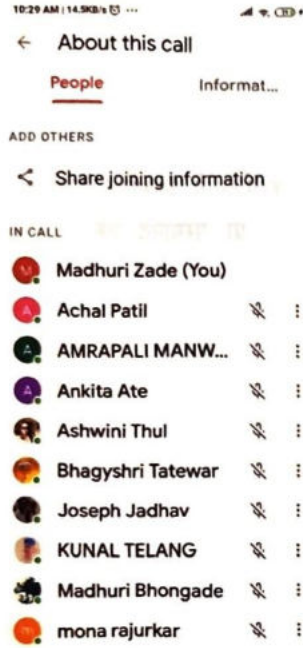 10:29 AM | 14.5KB/s
About this call
People Informat...
ADD OTHERS
Share joining information
IN CALL
M Madhuri Zade (You)
A Achal Patil
A AMRAPALI MANW...
A Ankita Ate
Ashwini Thul
Bhagyshri Tatewar
Joseph Jadhav
KUNAL TELANG
Madhuri Bhongade
m mona rajurkar